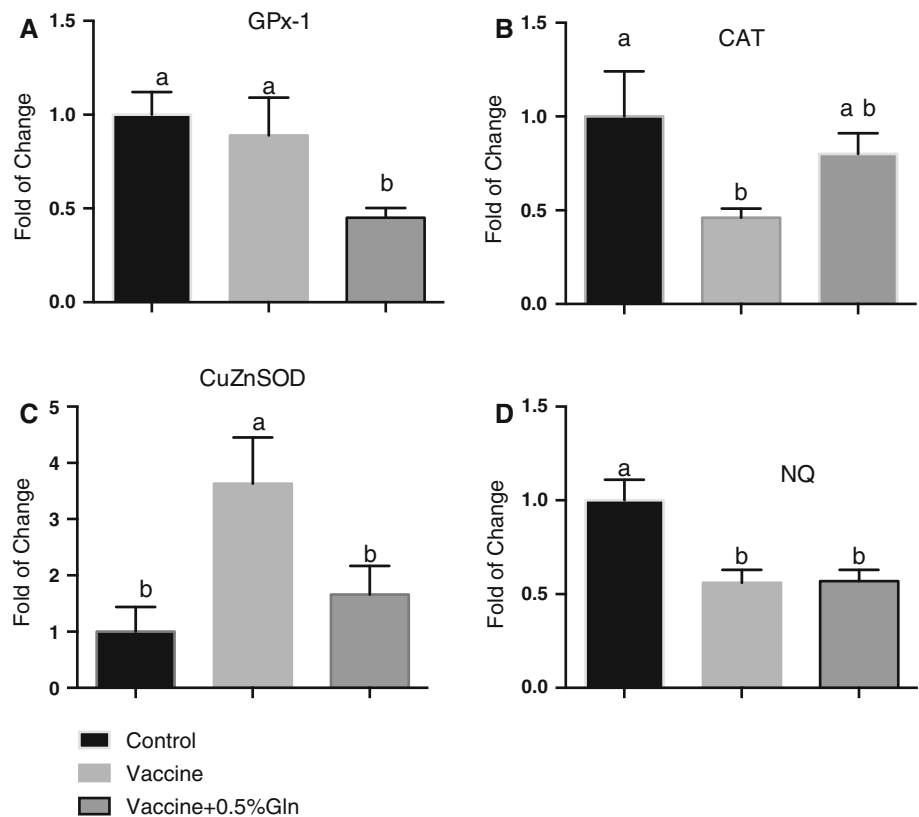 A
GPx-1
Fold of Change
1.5
1.0
0.5
0.0
a
a
b
B
CAT
Fold of Change
1.5
1.0
0.5
0.0
a
b
a b
C
CuZnSOD
Fold of Change
5
4
3
2
1
0
b
a
b
D
NQ
Fold of Change
1.5
1.0
0.5
0.0
a
b
b
Control
Vaccine
Vaccine+0.5%Gln